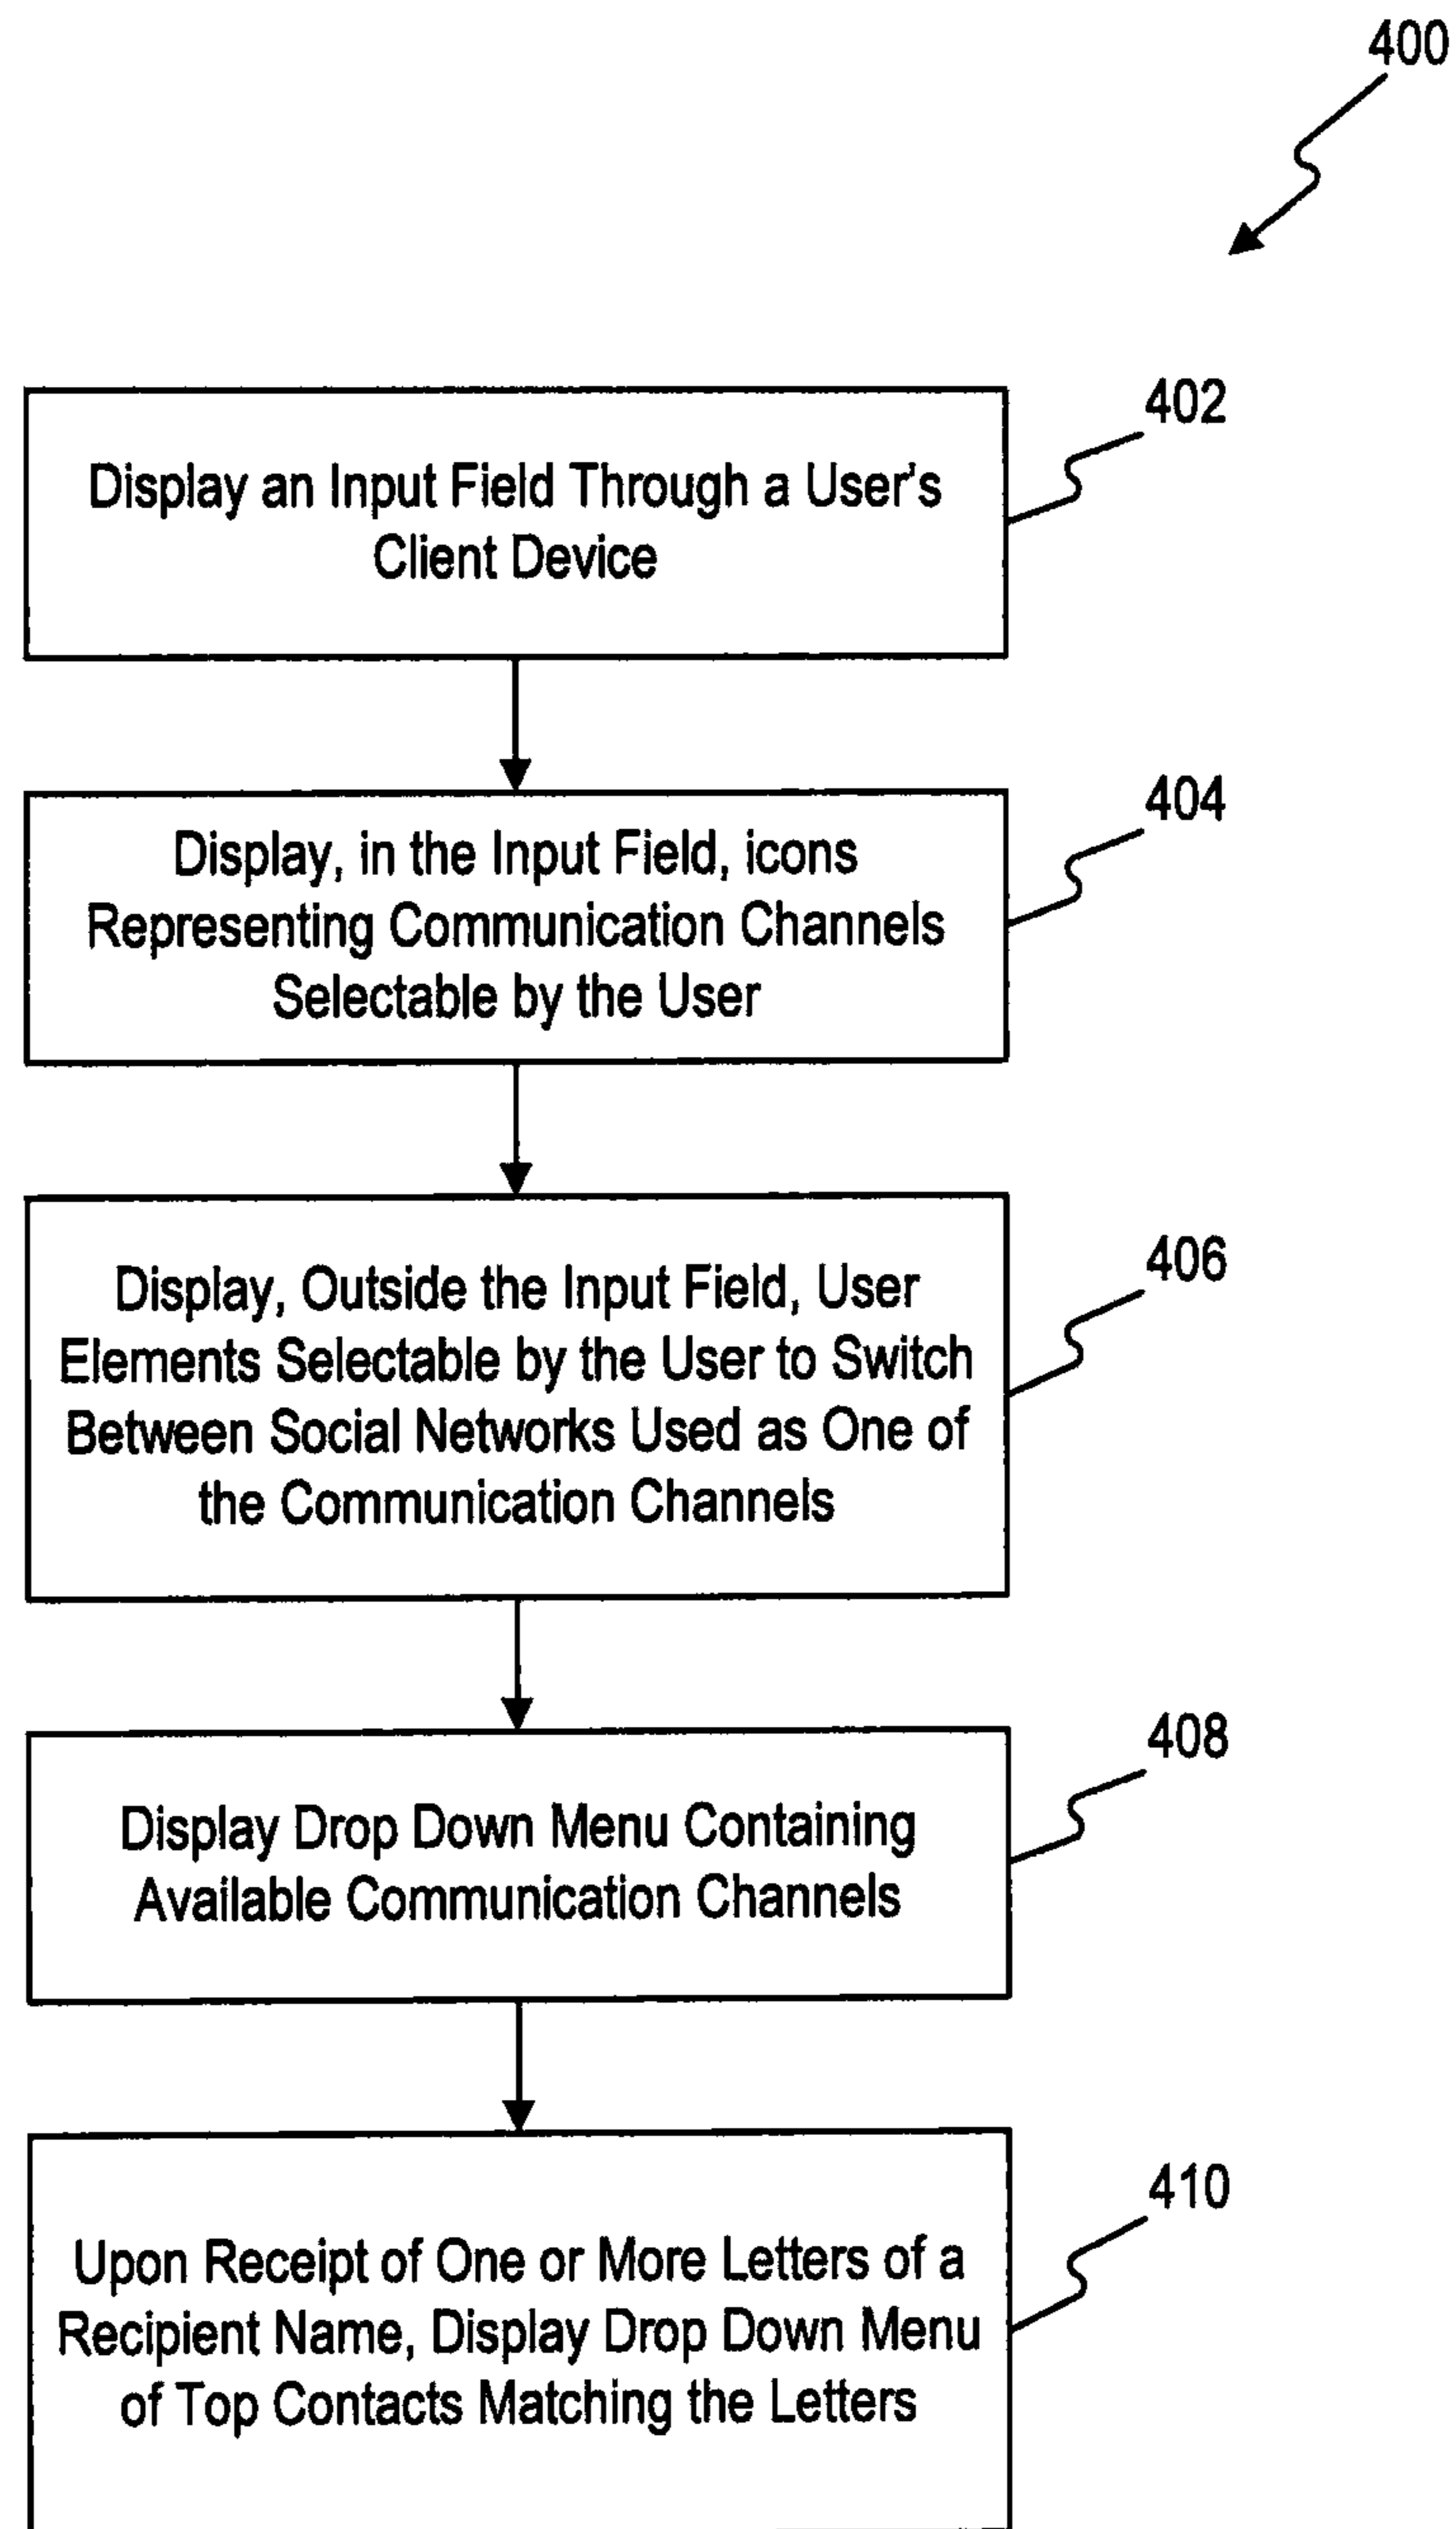 400
402
Display an Input Field Through a User's
Client Device
404
Display, in the Input Field, icons
Representing Communication Channels
Selectable by the User
406
Display, Outside the Input Field, User
Elements Selectable by the User to Switch
Between Social Networks Used as One of
the Communication Channels
408
Display Drop Down Menu Containing
Available Communication Channels
410
Upon Receipt of One or More Letters of a
Recipient Name, Display Drop Down Menu
of Top Contacts Matching the Letters